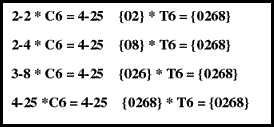 2-2 * C6 = 4-25 {02} * T6 = {0268}
2-4 * C6 = 4-25 {08} * T6 = {0268}
3-8 * C6 = 4-25 {026} * T6 = {0268}
4-25 *C6 = 4-25 {0268} * T6 = {0268}